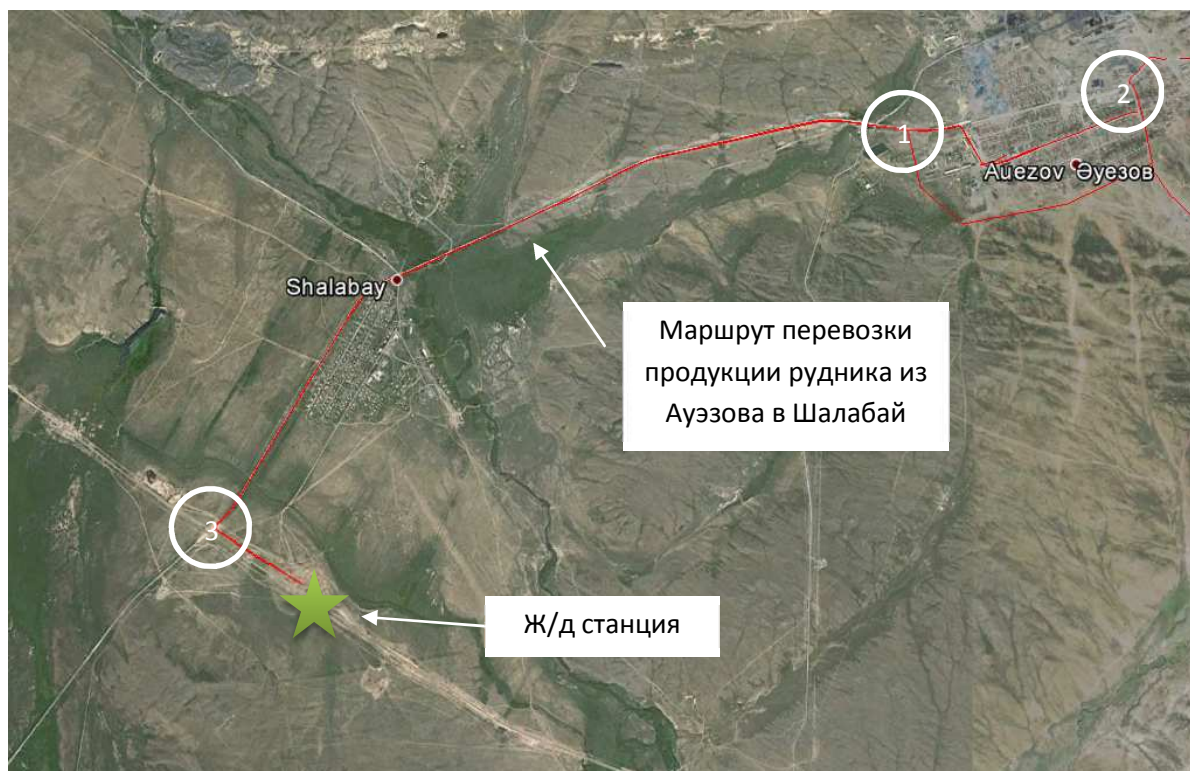 2
1
Auezov Әуезов
Shalabay
Маршрут перевозки
продукции рудника из
Ауэзова в Шалабай
3
Ж/д станция